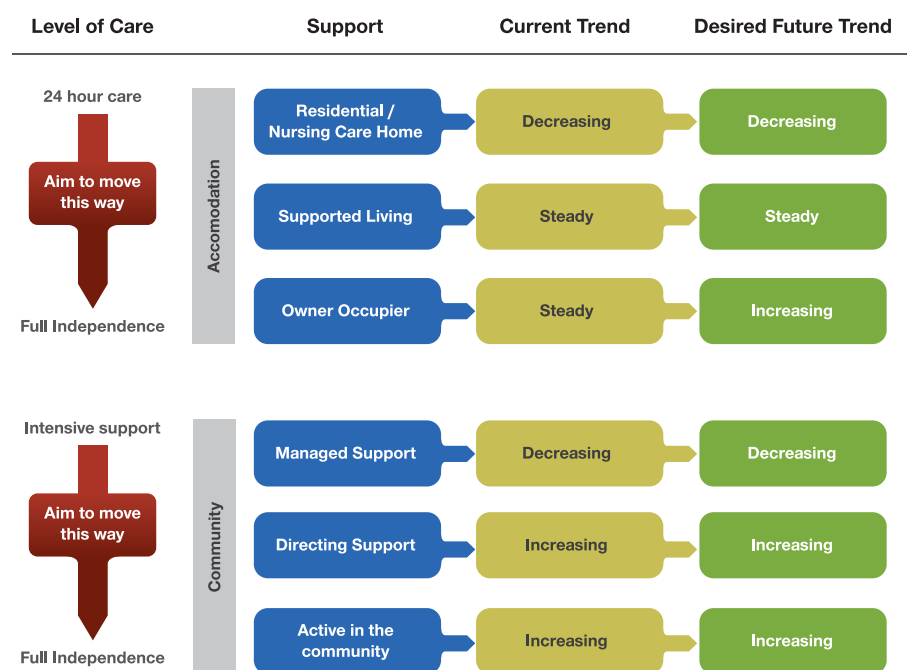 Level of Care
Support
Current Trend
Desired Future Trend
24 hour care
Aim to move
this way
Full Independence
Accomodation
Residential /
Nursing Care Home
Decreasing
Decreasing
Supported Living
Steady
Steady
Owner Occupier
Steady
Increasing
Intensive support
Aim to move
this way
Full Independence
Community
Managed Support
Decreasing
Decreasing
Directing Support
Increasing
Increasing
Active in the
community
Increasing
Increasing